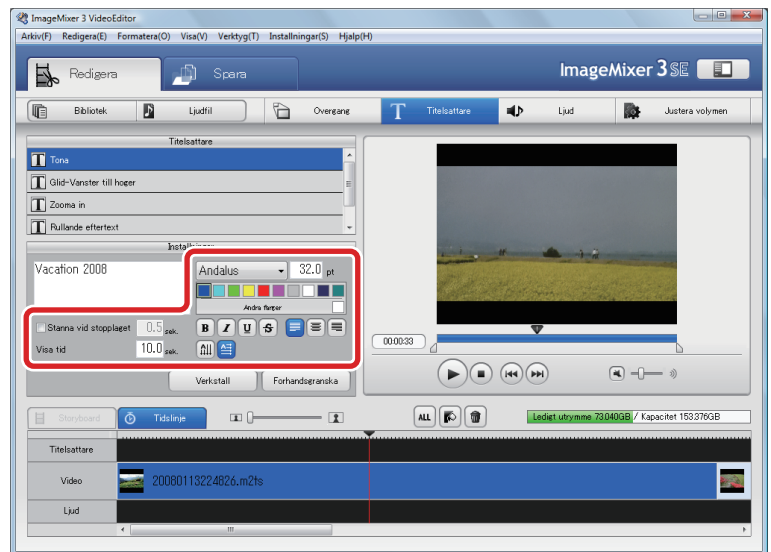 ImageMixer 3 VideoEditor
Arkiv(F) Redigera(E) Formatera(O) Visa(V) Verktyg(T) Installningar(S) Hjalp(H)
Redigera Spara ImageMixer 3 SE
Bibliotek Ljudfil Overgang T Titelsattare Ljud Justera volymen
Titelsattare
T Tona
T Glid-Vanster till hoger
T Zooma in
T Rullande eftertext
Vacation 2008
Andalus 32.0 pt
Andra farger
Stanna vid stopplaget 0.5 sek.
B I U S
Visa tid 10.0 sek.
00:00:33
Verkstall Forhandsgranska
Storyboard Tidslinje
ALL
Ledigt utrymme 73.040GB / Kapacitet 153.376GB
Titelsattare
Video 20080113224826.m2ts
Ljud